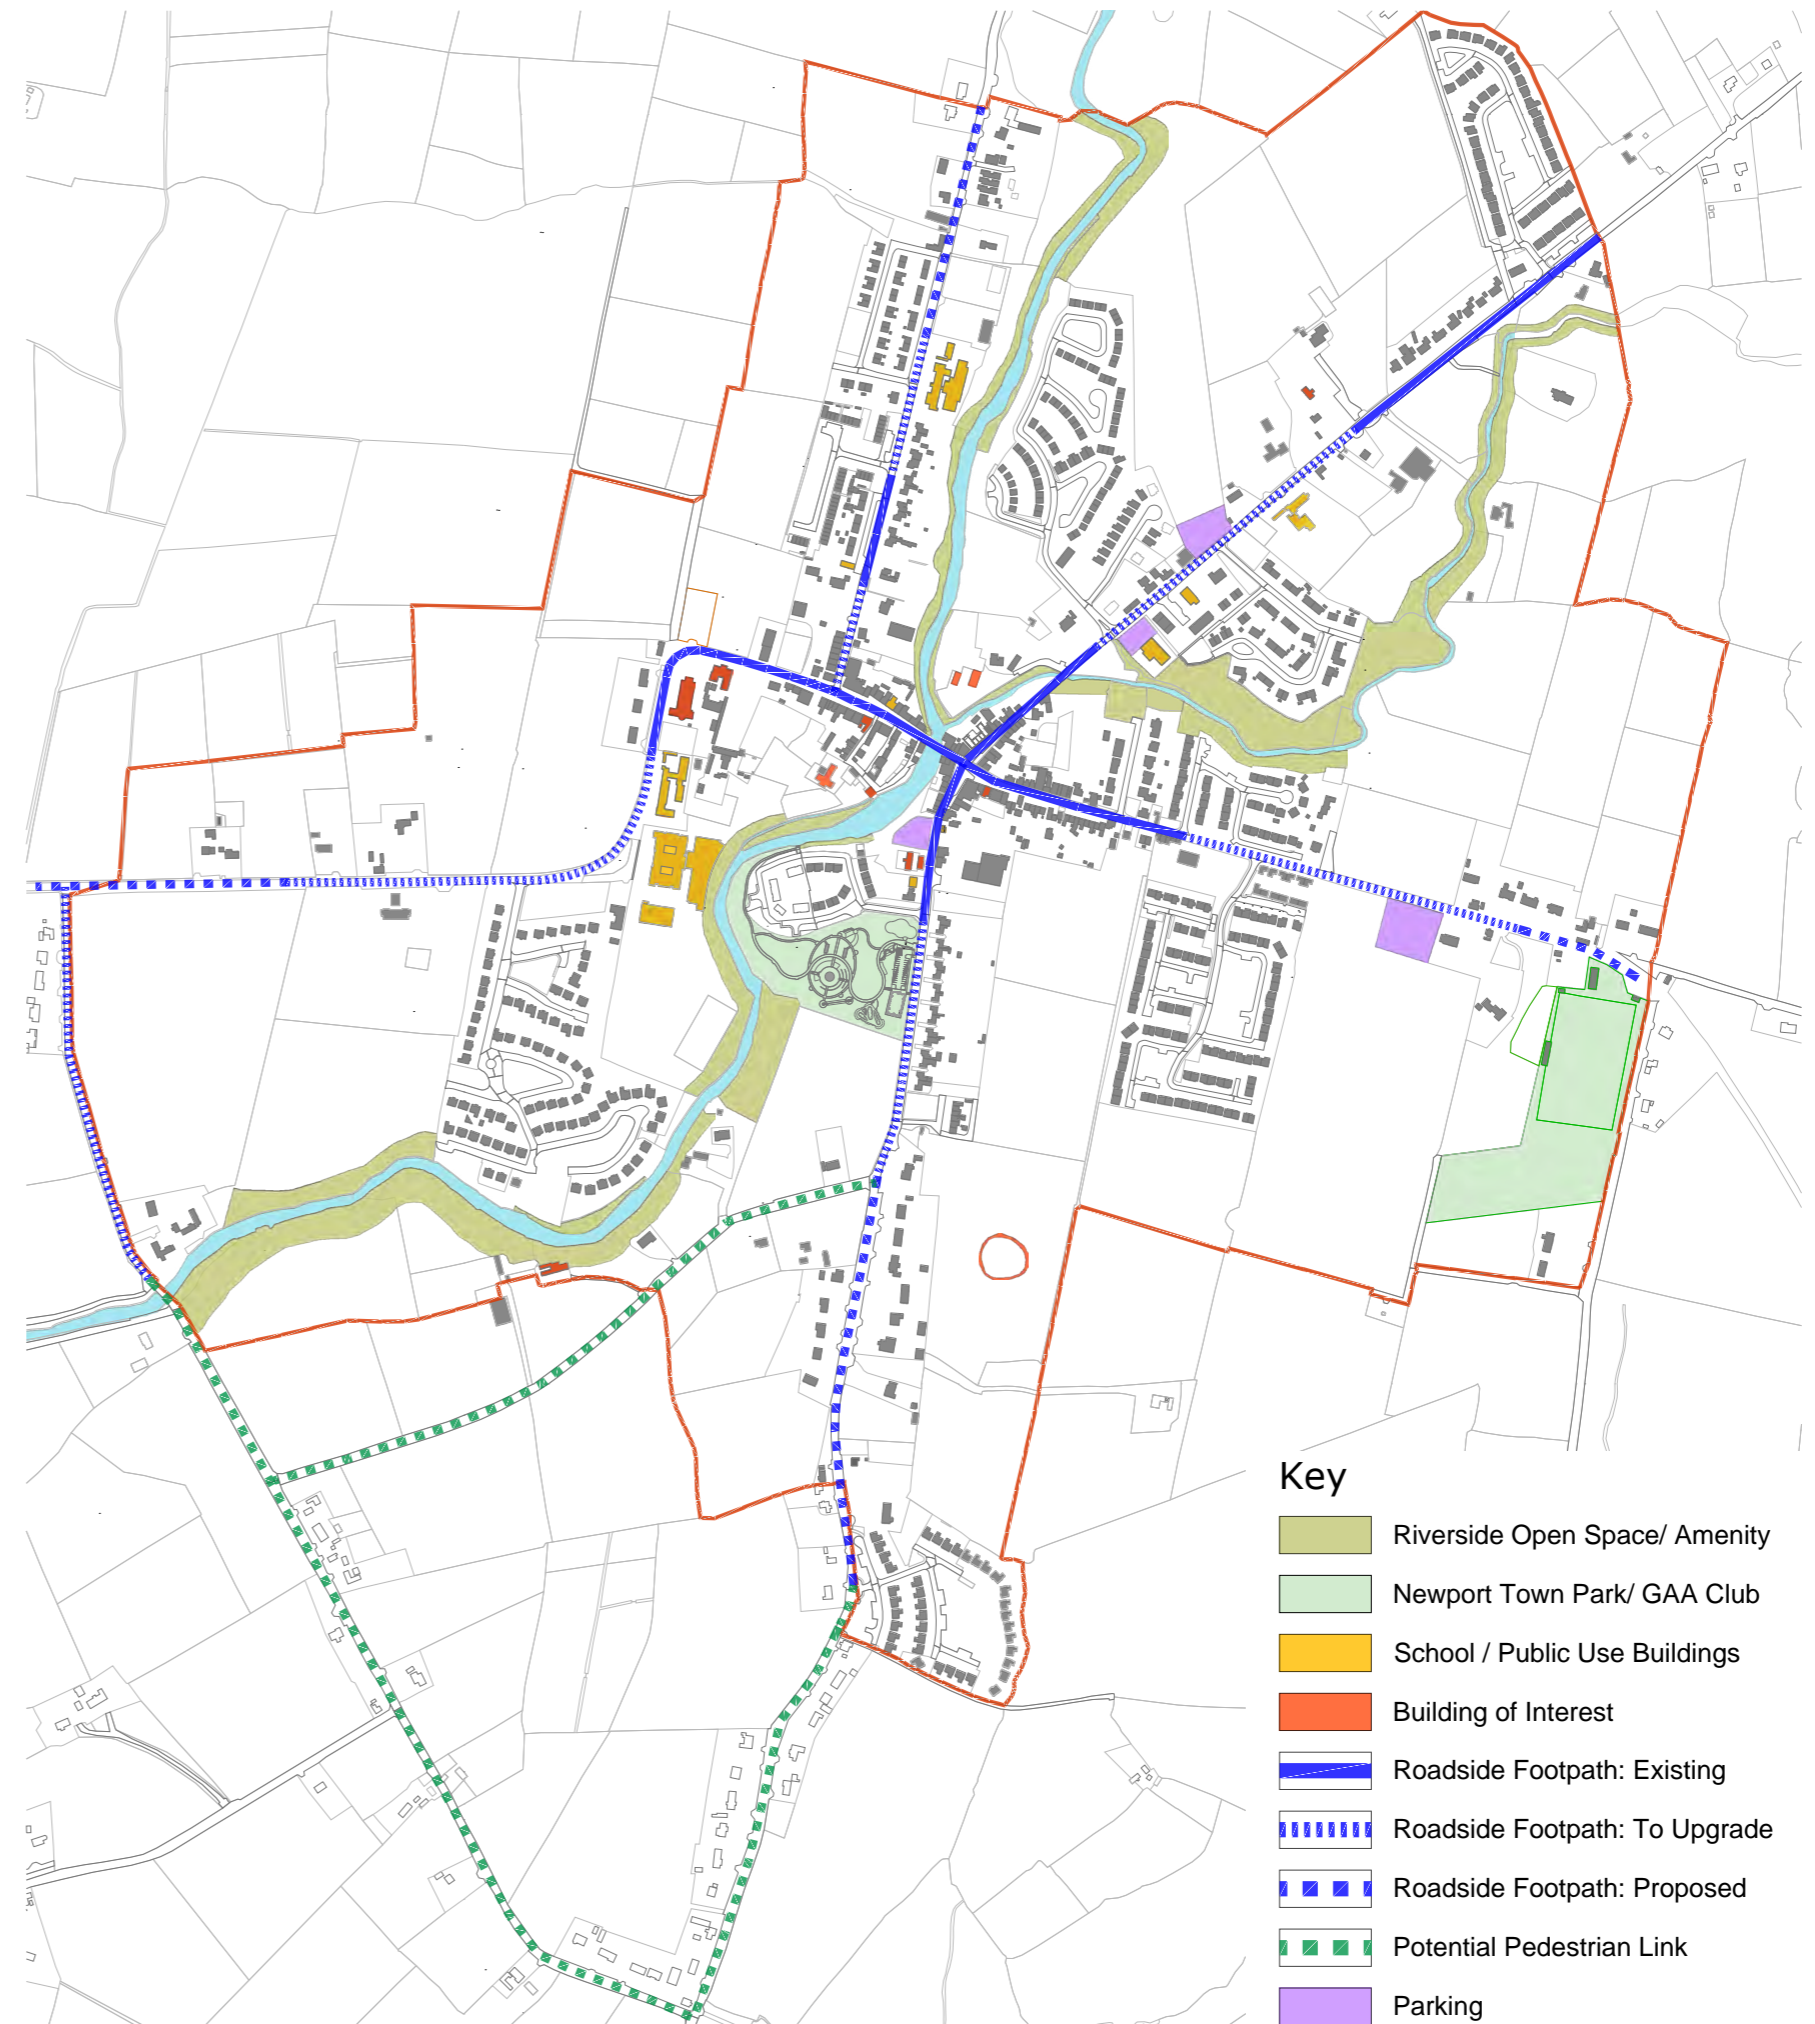 Key
Riverside Open Space/ Amenity
Newport Town Park/ GAA Club
School / Public Use Buildings
Building of Interest
Roadside Footpath: Existing
Roadside Footpath: To Upgrade
Roadside Footpath: Proposed
Potential Pedestrian Link
Parking